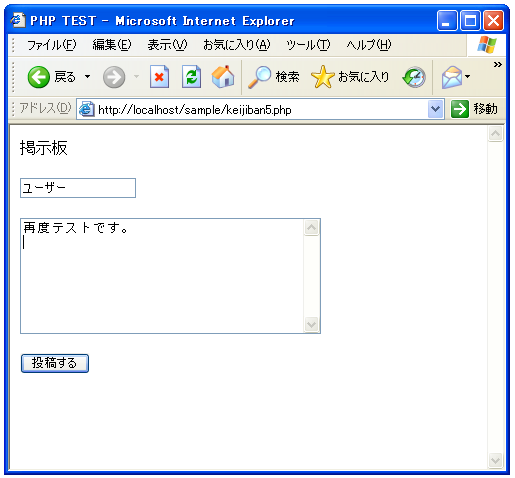 PHP TEST - Microsoft Internet Explorer
ファイル(F) 編集(E) 表示(V) お気に入り(A) ツール(T) ヘルプ(H)
戻る 検索 お気に入り »
アドレス(D) http://localhost/sample/keijiban5.php 移動
掲示板
ユーザー
再度テストです。
投稿する